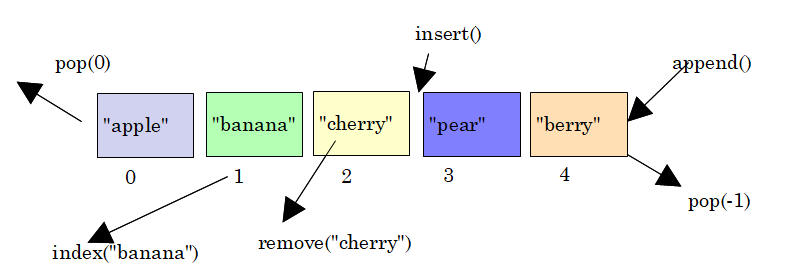 insert()
pop(0)
append()
"apple"
"banana"
"cherry"
"pear"
"berry"
0
1
2
3
4
pop(-1)
index("banana")
remove("cherry")